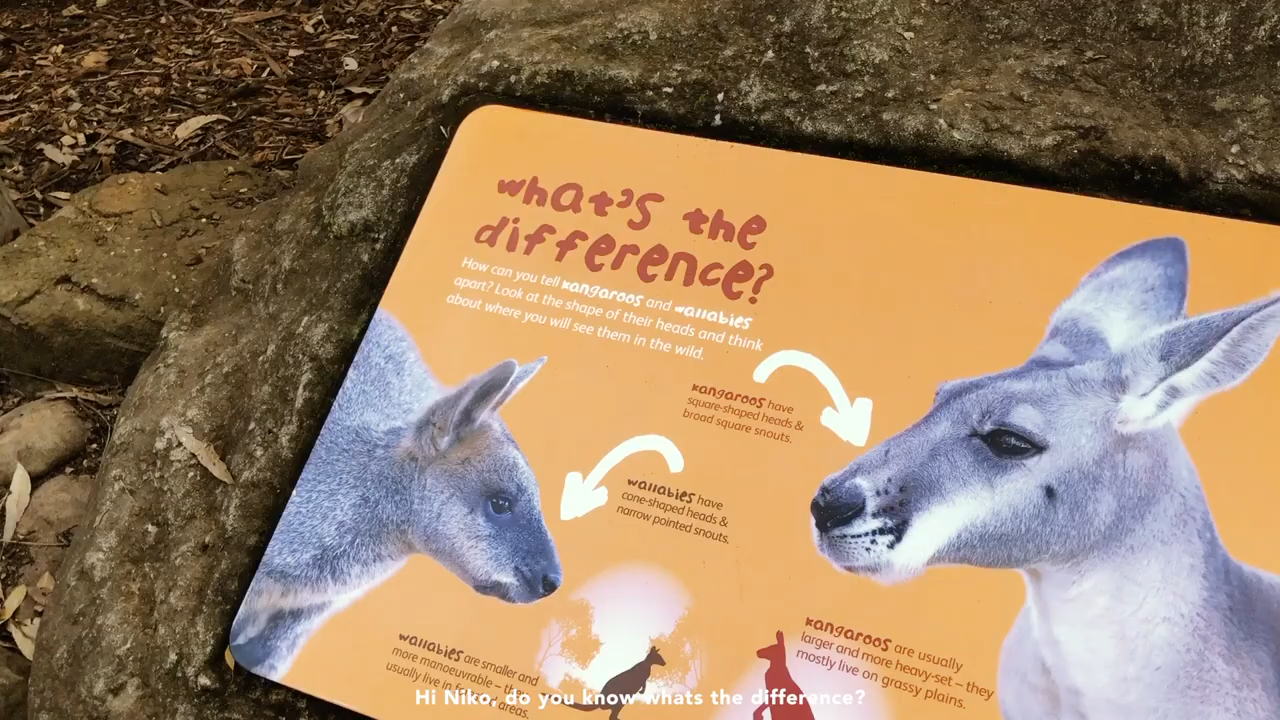 what's the
difference?
How can you tell kangaroos and wallabies
apart? Look at the shape of their heads and think
about where you will see them in the wild.
kangaroos have
square-shaped heads &
broad square snouts.
wallabies have
cone-shaped heads &
narrow pointed snouts.
wallabies are smaller and
more manoeuvrable – they
usually live in areas.
kangaroos are usually
larger and more heavy-set – they
mostly live on grassy plains.
Hi Niko, do you know whats the difference?